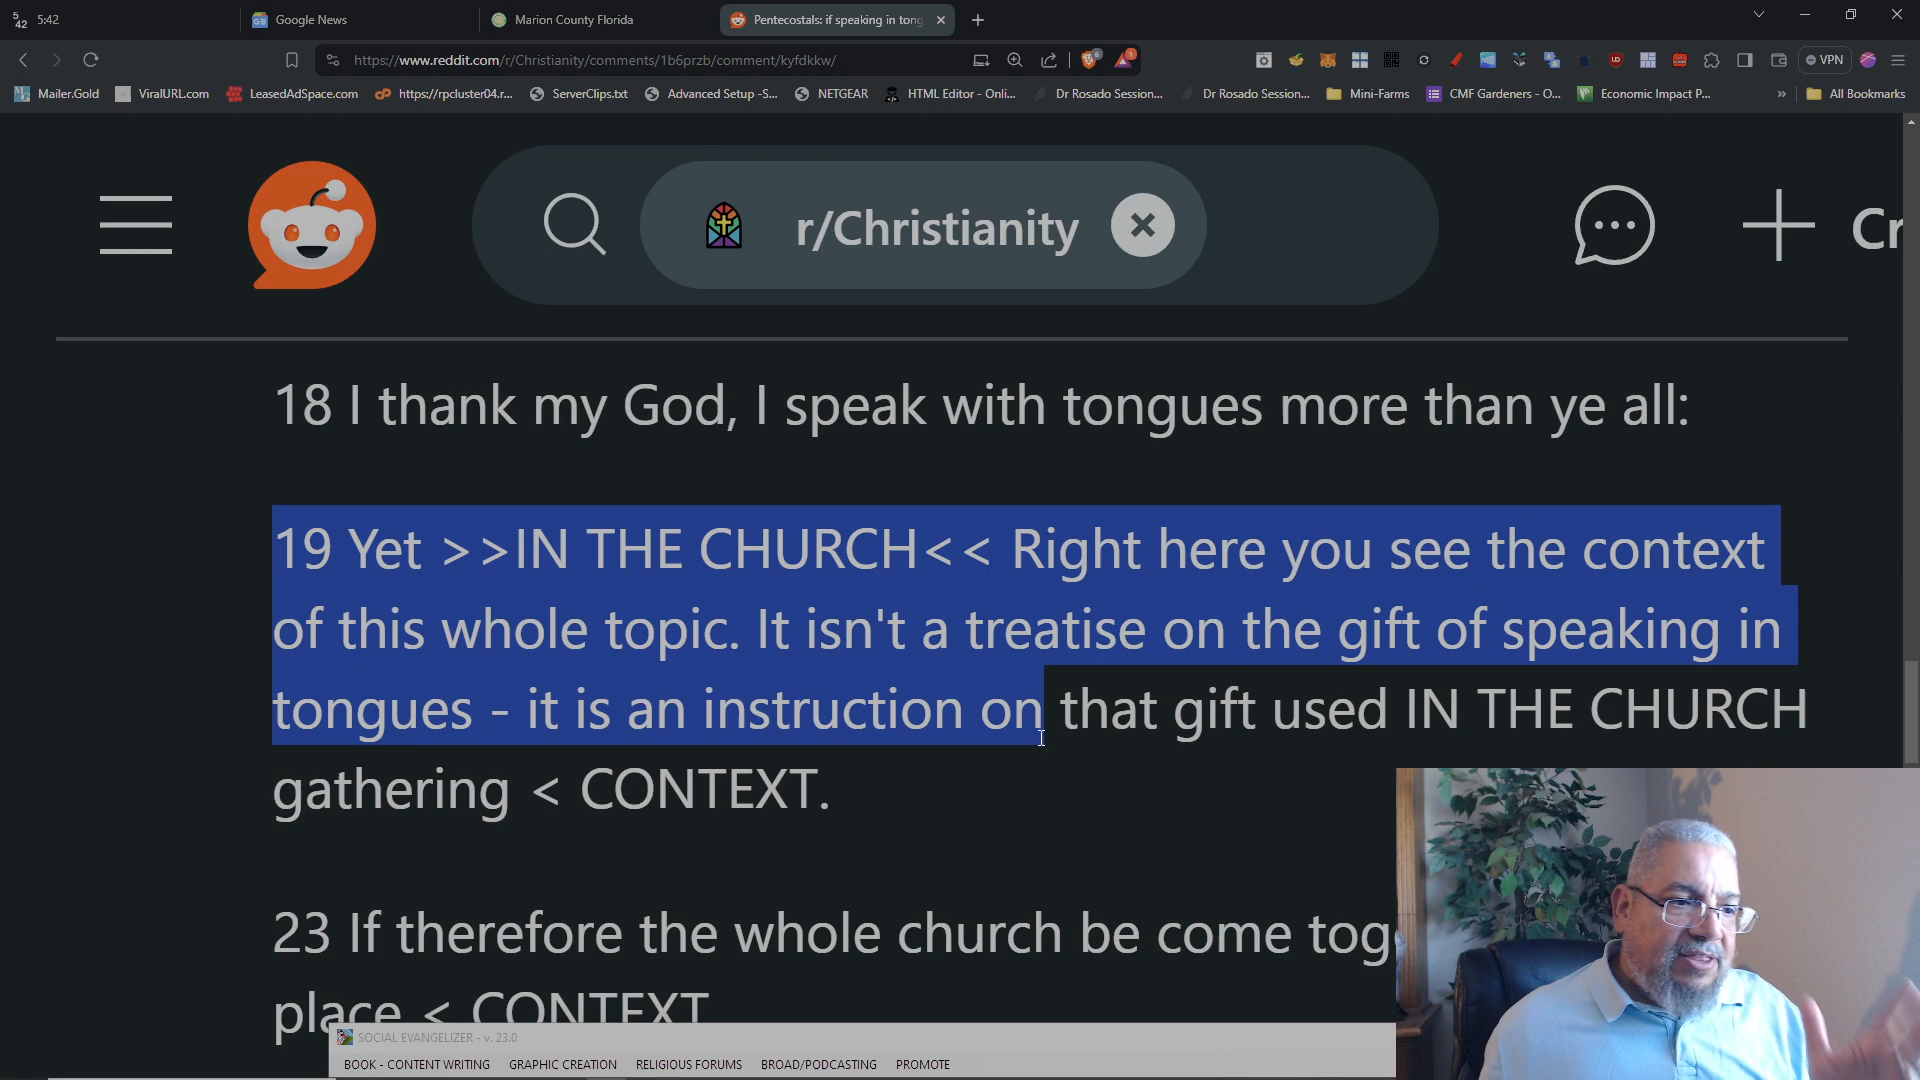 5
42
5:42
Google News
Marion County Florida
Pentecostals: if speaking in tong
https://www.reddit.com/r/Christianity/comments/1b6przb/comment/kyfdkkw/
6
1
VPN
Mailer.Gold
ViralURL.com
LeasedAdSpace.com
https://rpcluster04.r...
ServerClips.txt
Advanced Setup -S...
NETGEAR
HTML Editor - Onli...
Dr Rosado Session...
Dr Rosado Session...
Mini-Farms
CMF Gardeners - O...
Economic Impact P...
»
All Bookmarks
r/Christianity
Cr
18 I thank my God, I speak with tongues more than ye all:
19 Yet >>IN THE CHURCH<< Right here you see the context
of this whole topic. It isn't a treatise on the gift of speaking in
tongues - it is an instruction on that gift used IN THE CHURCH
gathering < CONTEXT.
23 If therefore the whole church be come tog
place < CONTEXT
SOCIAL EVANGELIZER - v. 23.0
BOOK - CONTENT WRITING
GRAPHIC CREATION
RELIGIOUS FORUMS
BROAD/PODCASTING
PROMOTE